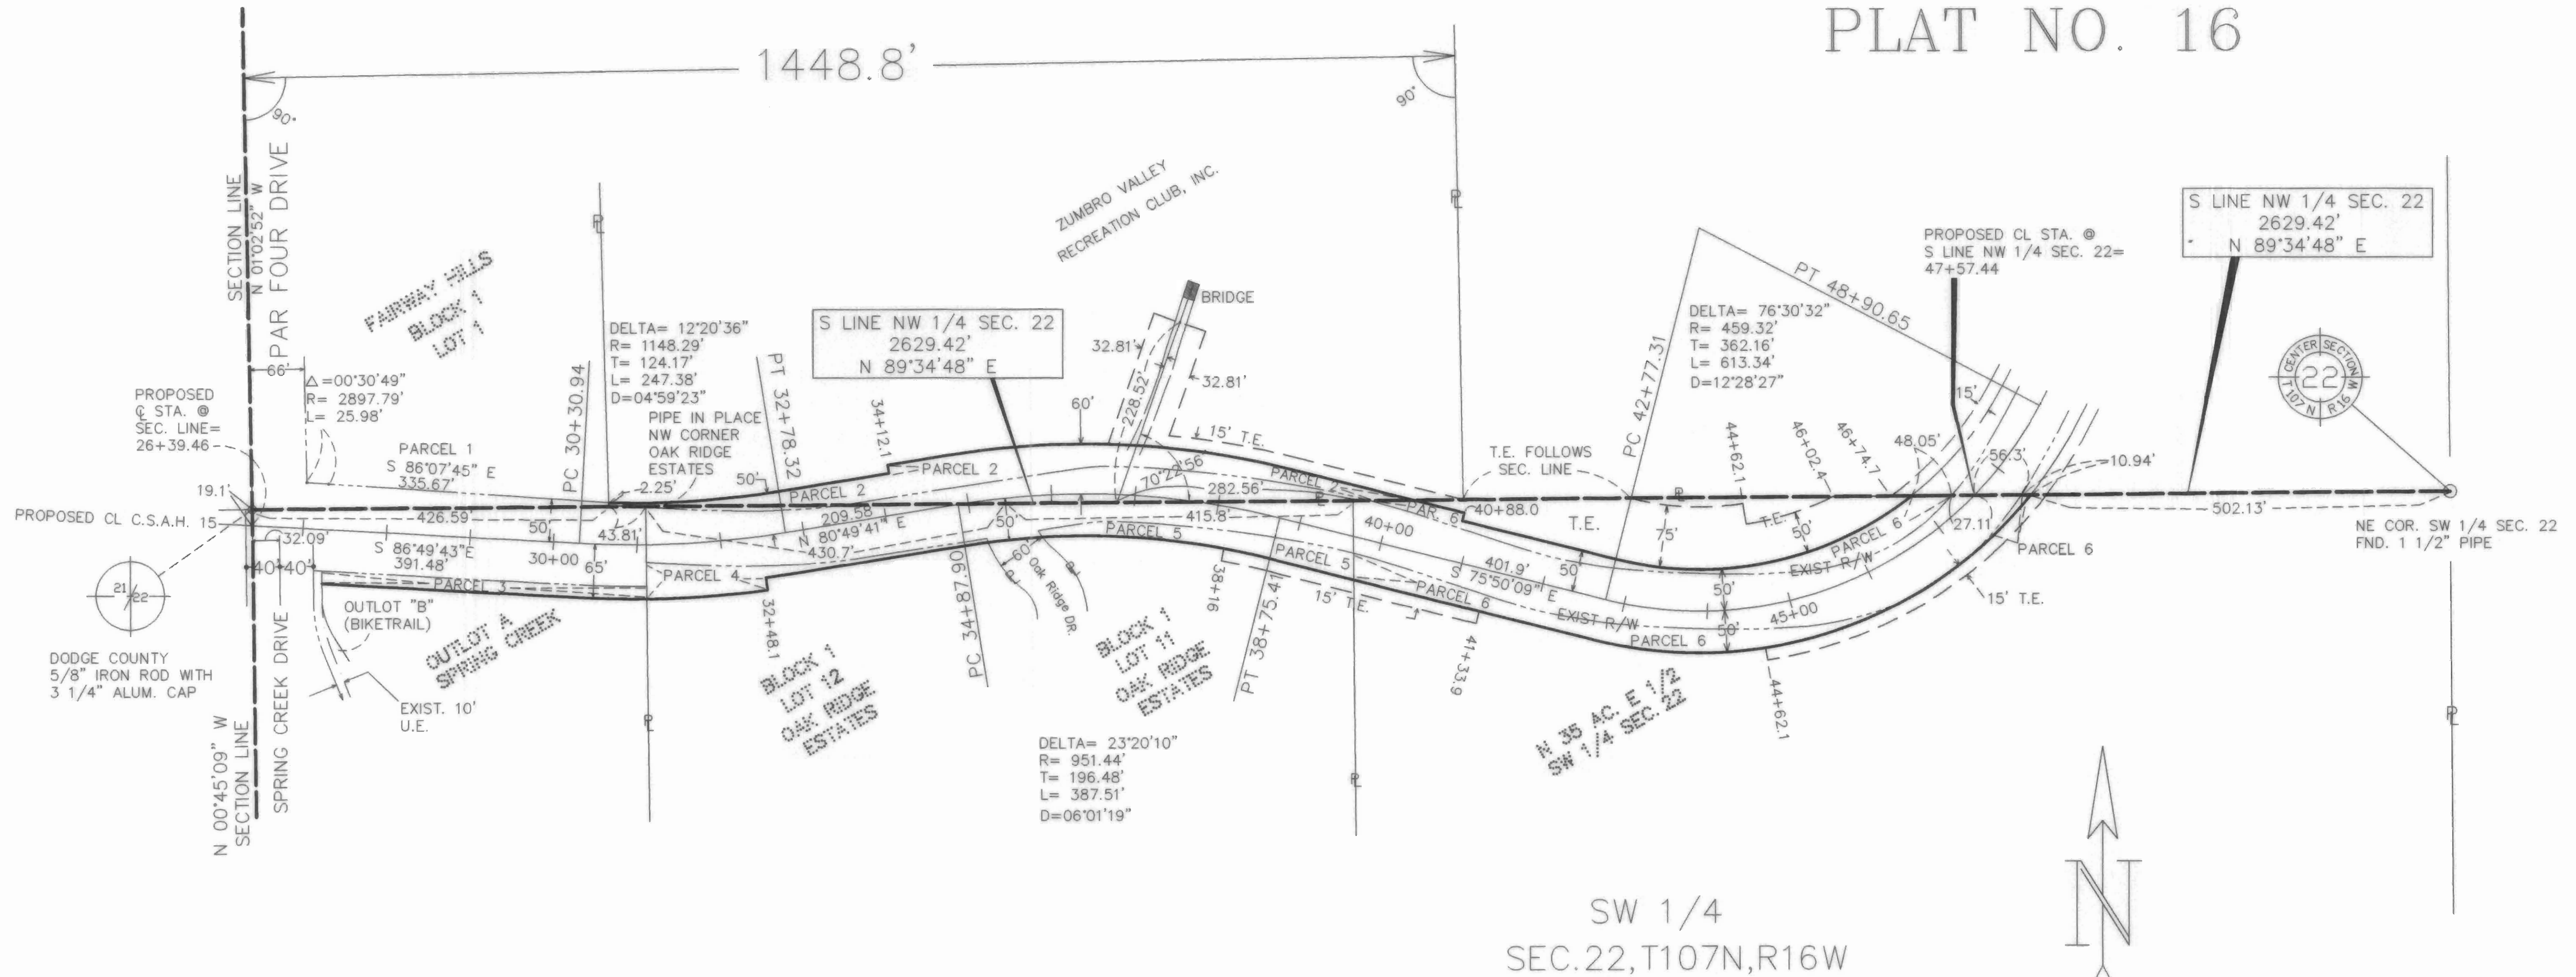 PLAT NO. 16
1448.8'
90°
90°
SECTION LINE
N 01°02'52" W
PAR FOUR DRIVE
FAIRWAY HILLS
BLOCK 1
LOT 1
66'
Δ=00°30'49"
R= 2897.79'
L= 25.98'
PROPOSED
℄ STA. @
SEC. LINE=
26+39.46
19.1'
PROPOSED CL C.S.A.H. 15
PARCEL 1
S 86°07'45" E
335.67'
PC 30+30.94
℞
DELTA= 12°20'36"
R= 1148.29'
T= 124.17'
L= 247.38'
D=04°59'23"
PIPE IN PLACE
NW CORNER
OAK RIDGE
ESTATES
2.25'
PT 32+78.32
50'
34+12.1
S LINE NW 1/4 SEC. 22
2629.42'
N 89°34'48" E
PARCEL 2
PARCEL 2
60'
ZUMBRO VALLEY
RECREATION CLUB, INC.
BRIDGE
32.81'
32.81'
228.52'
15' T.E.
70°22'56"
282.56'
PARCEL 2
PAR. 6
40+88.0
T.E. FOLLOWS
SEC. LINE
T.E.
PC 42+77.31
PT 48+90.65
DELTA= 76°30'32"
R= 459.32'
T= 362.16'
L= 613.34'
D=12°28'27"
44+62.1
46+02.4
46+74.7
48.05'
PROPOSED CL STA. @
S LINE NW 1/4 SEC. 22=
47+57.44
15'
56.3'
10.94'
27.11
S LINE NW 1/4 SEC. 22
2629.42'
N 89°34'48" E
CENTER SECTION
22
T107N R16W
502.13'
NE COR. SW 1/4 SEC. 22
FND. 1 1/2" PIPE
426.59
50'
43.81'
32.09'
S 86°49'43"E
391.48'
30+00
65'
40' 40'
PARCEL 3
PARCEL 4
209.58
N 80°49'41" E
430.7'
50'
415.8'
PARCEL 5
PARCEL 5
60'
Oak Ridge DR.
40+00
401.9'
S 75°50'09" E
50'
75'
T.E.
50'
PARCEL 6
EXIST R/W
PARCEL 6
15' T.E.
PARCEL 6
EXIST R/W
PARCEL 6
50'
50'
45+00
21/22
DODGE COUNTY
5/8" IRON ROD WITH
3 1/4" ALUM. CAP
N 00°45'09" W
SECTION LINE
SPRING CREEK DRIVE
OUTLOT "B"
(BIKETRAIL)
EXIST. 10'
U.E.
OUTLOT A
SPRING CREEK
32+48.1
BLOCK 1
LOT 12
OAK RIDGE
ESTATES
PC 34+87.90
BLOCK 1
LOT 11
OAK RIDGE
ESTATES
38+16
PT 38+75.41
15' T.E.
41+33.9
DELTA= 23°20'10"
R= 951.44'
T= 196.48'
L= 387.51'
D=06°01'19"
N 35 AC. E 1/2
SW 1/4 SEC. 22
44+62.1
SW 1/4
SEC.22,T107N,R16W
N